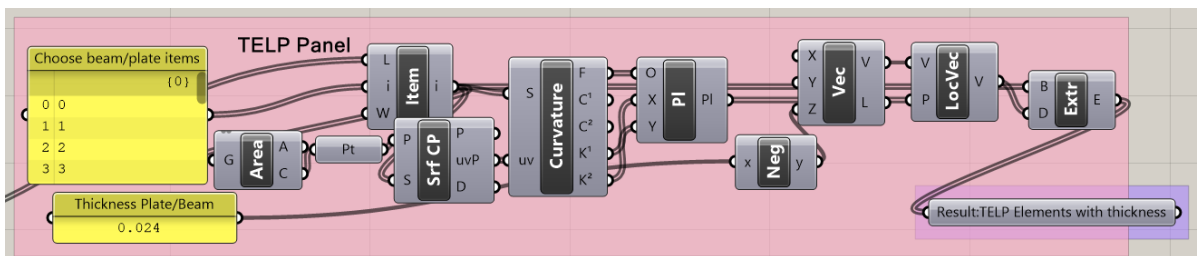 TELP Panel
Choose beam/plate items
{0}
0 0
1 1
2 2
3 3
L
i
W
Item
i
G
Area
A
C
Pt
P
S
Srf CP
P
uvP
D
S
uv
Curvature
F
C¹
C²
K¹
K²
O
X
Y
Pl
Pl
x
Neg
y
X
Y
Z
Vec
V
L
V
P
LocVec
V
B
D
Extr
E
Thickness Plate/Beam
0.024
Result:TELP Elements with thickness